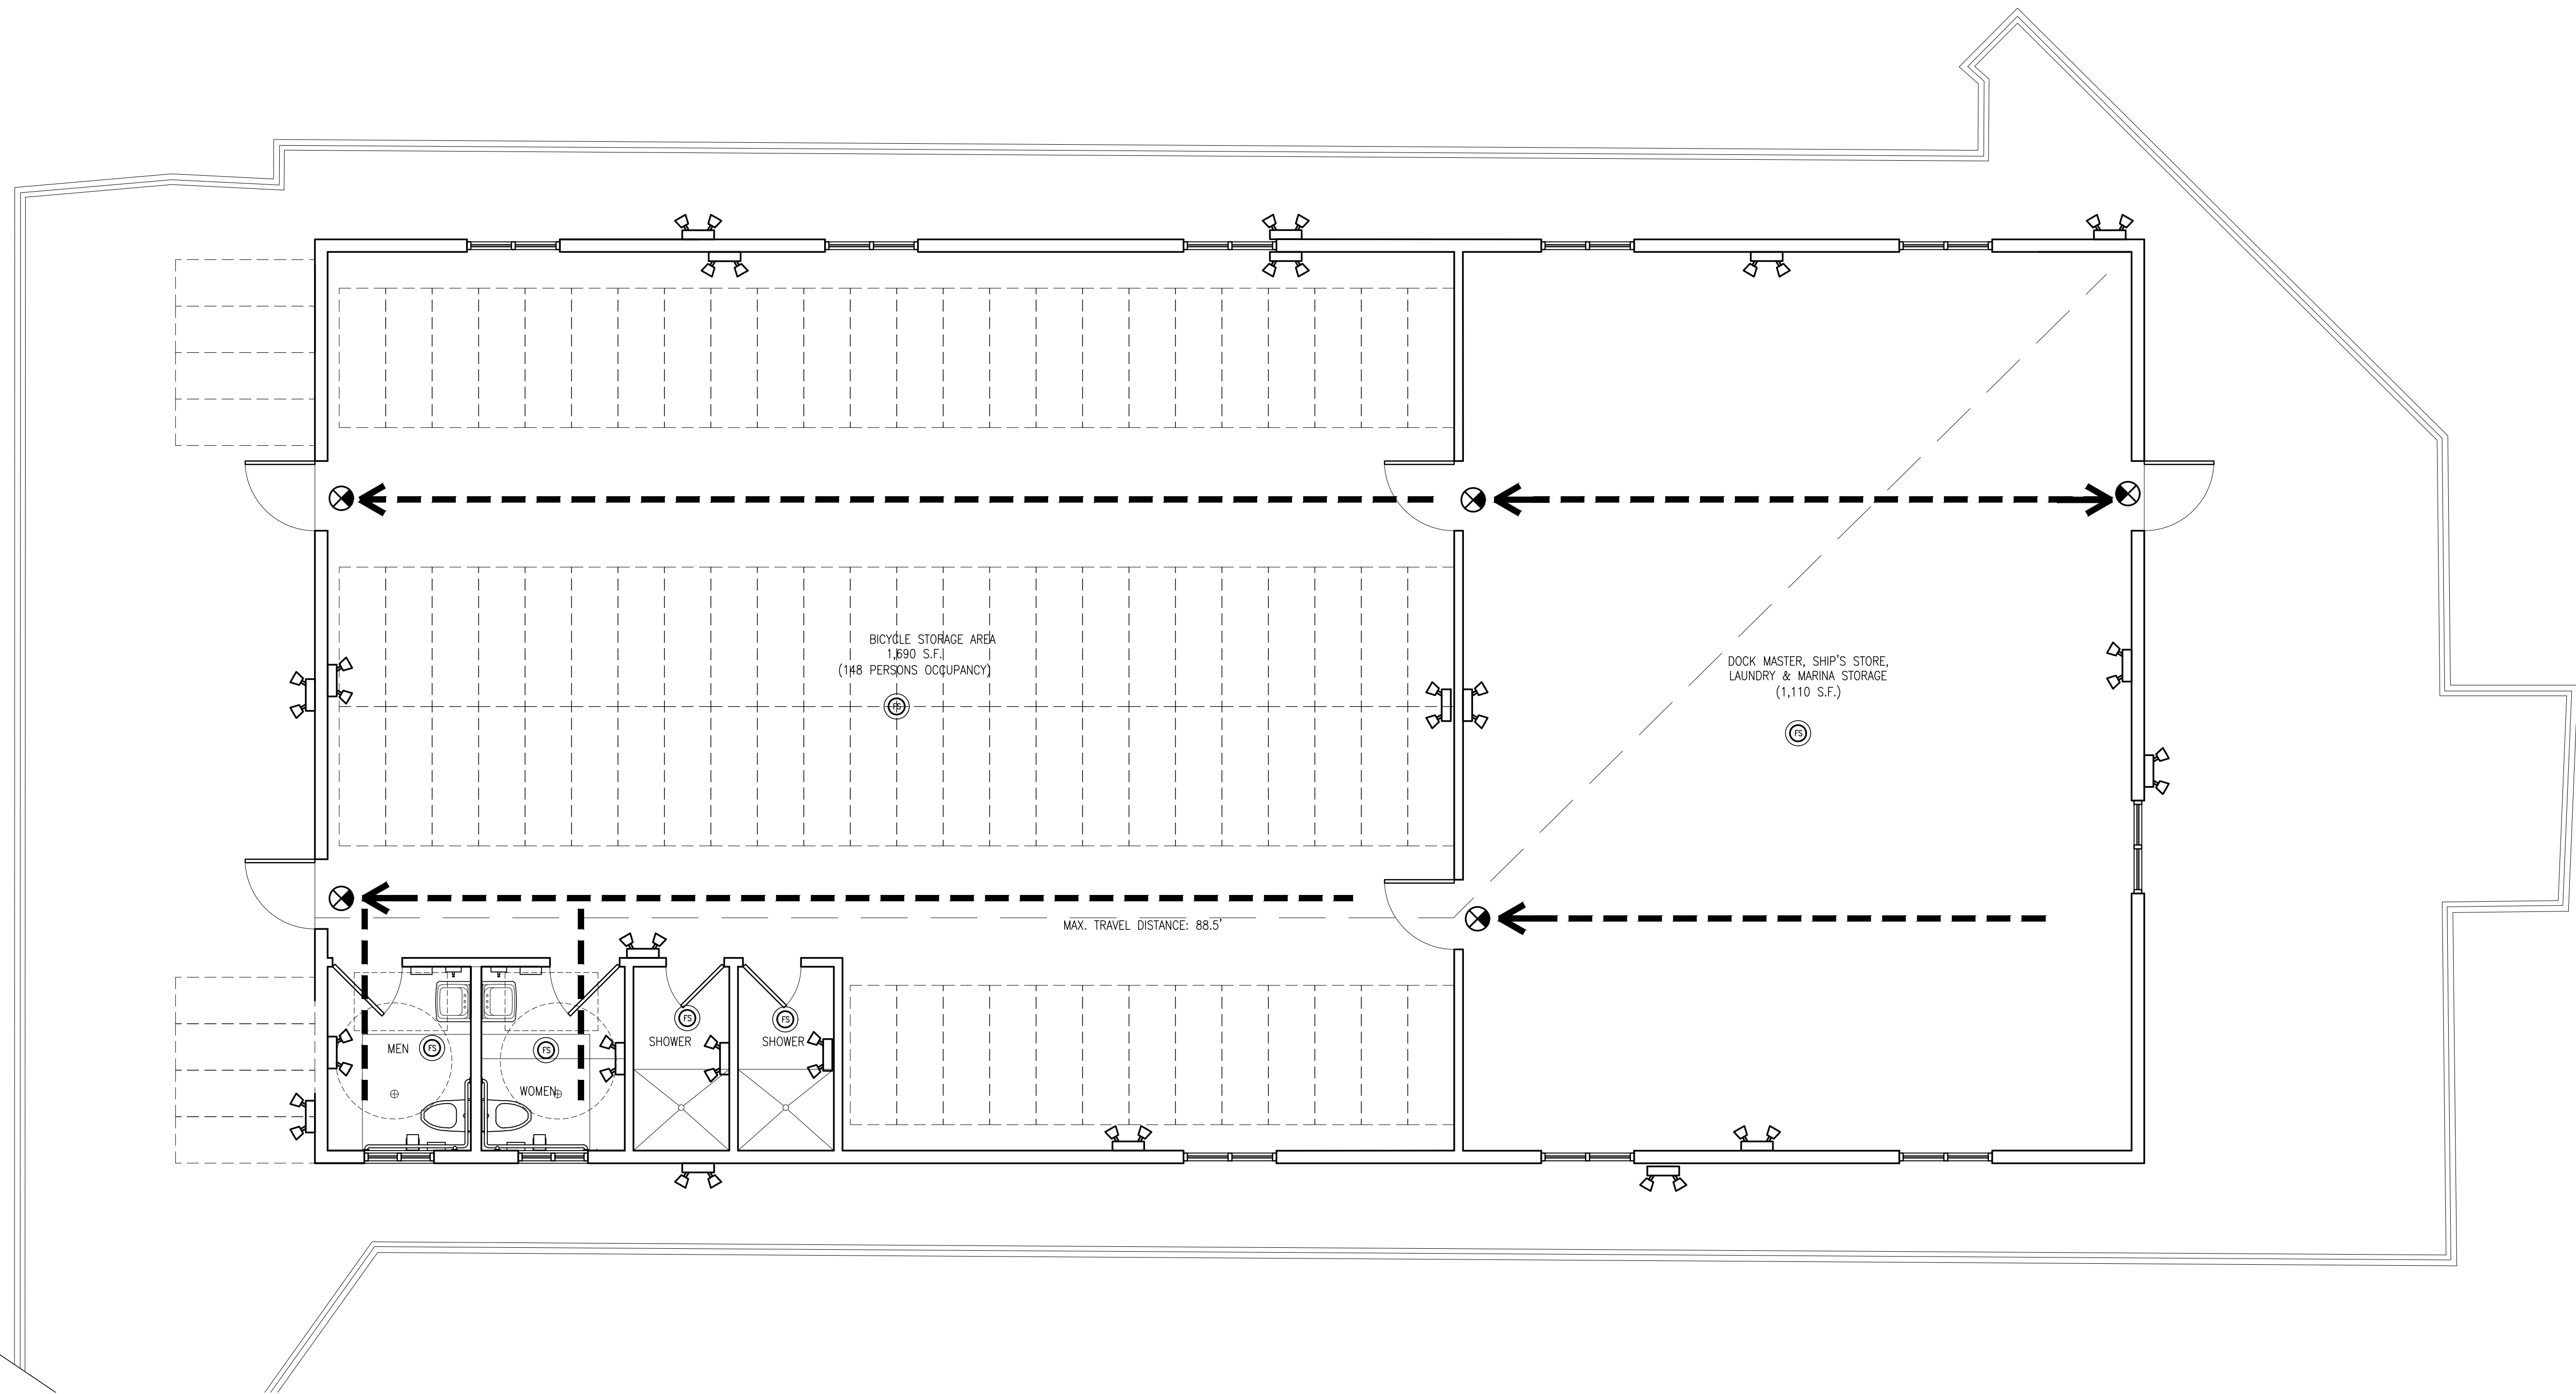 BICYCLE STORAGE AREA
1,690 S.F.
(148 PERSONS OCCUPANCY)
FS
DOCK MASTER, SHIP'S STORE,
LAUNDRY & MARINA STORAGE
(1,110 S.F.)
FS
MAX. TRAVEL DISTANCE: 88.5'
FS
FS
SHOWER
SHOWER
MEN
FS
FS
WOMEN